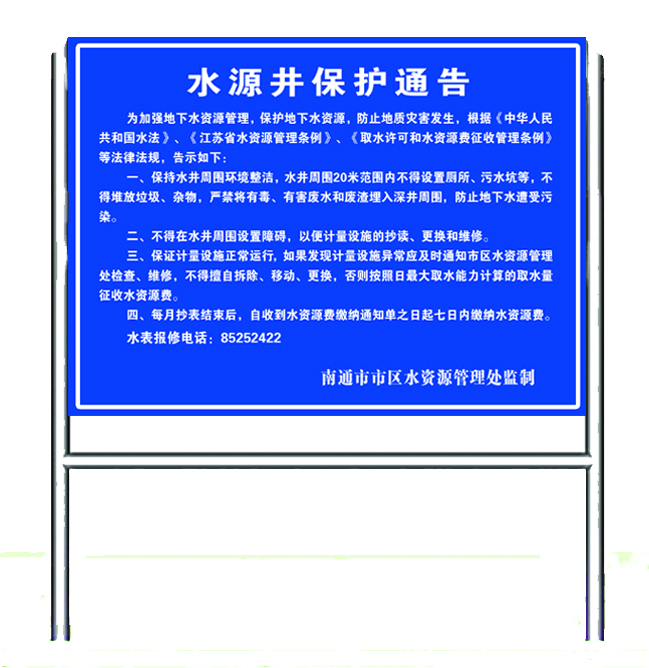 水源井保护通告
为加强地下水资源管理，保护地下水资源，防止地质灾害发生，根据《中华人民
共和国水法》、《江苏省水资源管理条例》、《取水许可和水资源费征收管理条例》
等法律法规，告示如下：
一、保持水井周围环境整洁，水井周围20米范围内不得设置厕所、污水坑等，不
得堆放垃圾、杂物，严禁将有毒、有害废水和废渣埋入深井周围，防止地下水遭受污
染。
二、不得在水井周围设置障碍，以便计量设施的抄读、更换和维修。
三、保证计量设施正常运行，如果发现计量设施异常应及时通知市区水资源管理
处检查、维修，不得擅自拆除、移动、更换，否则按照日最大取水能力计算的取水量
征收水资源费。
四、每月抄表结束后，自收到水资源费缴纳通知单之日起七日内缴纳水资源费。
水表报修电话：85252422
南通市市区水资源管理处监制